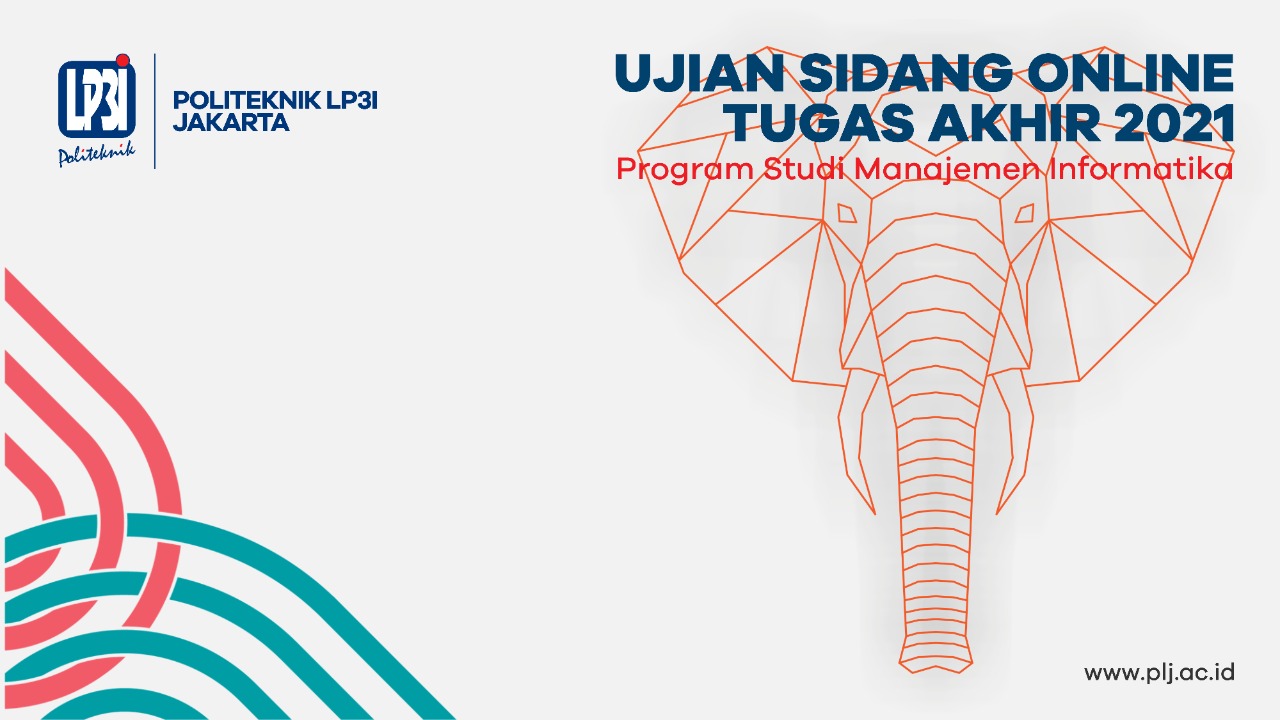 LP3I
Politeknik
POLITEKNIK LP3I
JAKARTA
UJIAN SIDANG ONLINE
TUGAS AKHIR 2021
Program Studi Manajemen Informatika
www.plj.ac.id